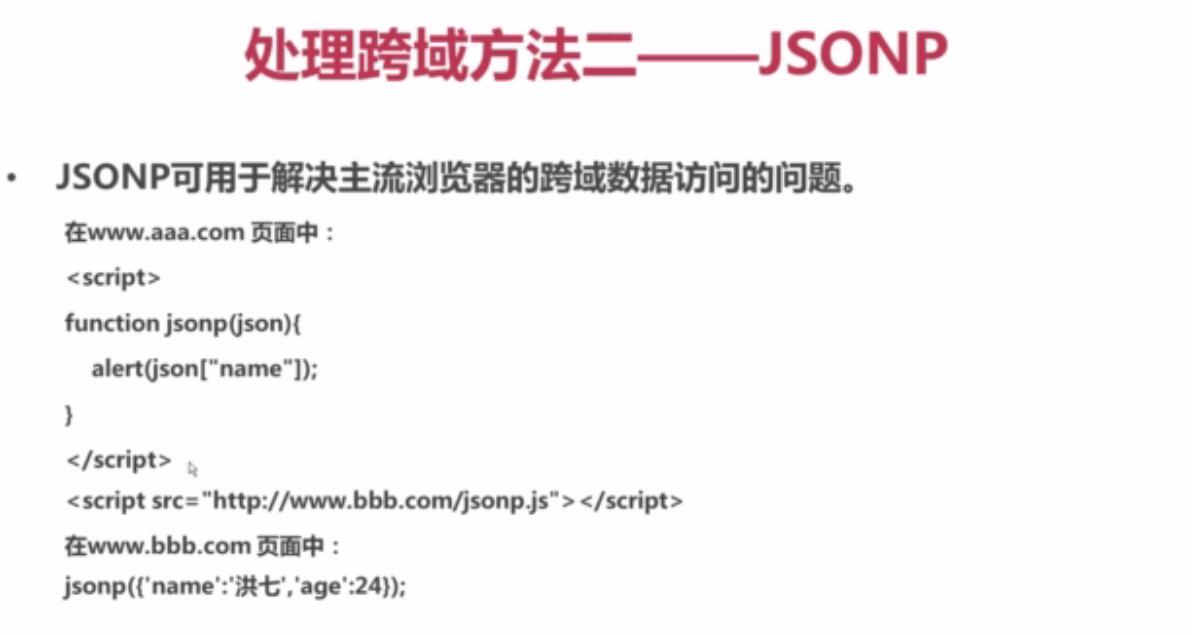 处理跨域方法二——JSONP
• JSONP可用于解决主流浏览器的跨域数据访问的问题。
在www.aaa.com 页面中：
<script>
function jsonp(json){
alert(json["name"]);
}
</script>
<script src="http://www.bbb.com/jsonp.js"></script>
在www.bbb.com 页面中：
jsonp({'name':'洪七','age':24});